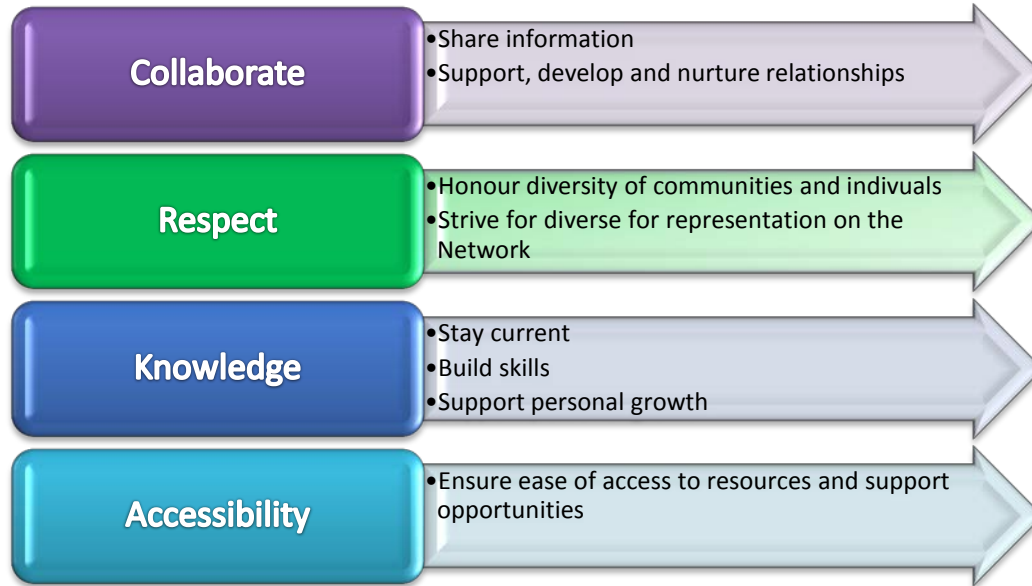 Collaborate
•Share information
•Support, develop and nurture relationships
Respect
•Honour diversity of communities and indivuals
•Strive for diverse for representation on the
Network
Knowledge
•Stay current
•Build skills
•Support personal growth
Accessibility
•Ensure ease of access to resources and support
opportunities